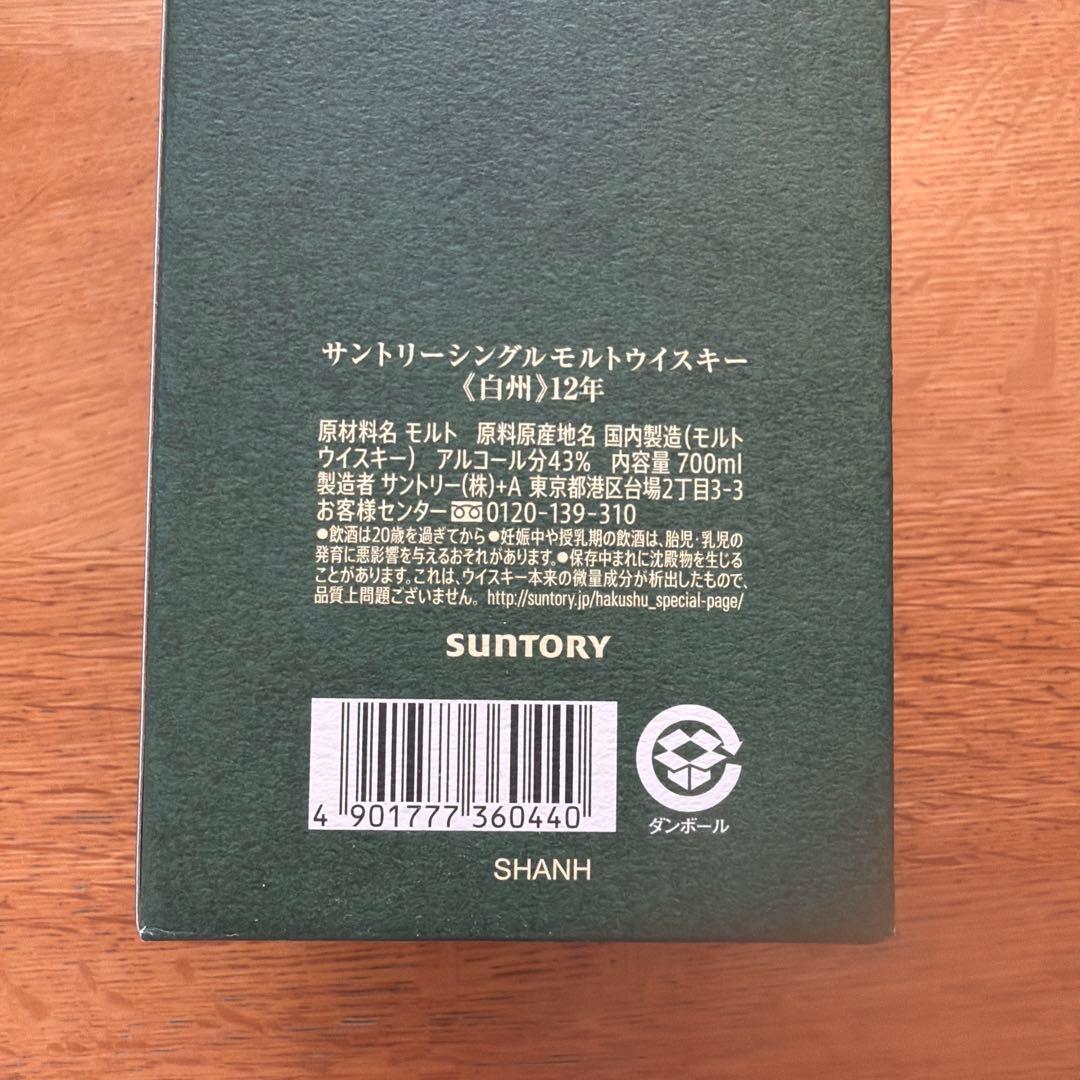 サントリーシングルモルトウイスキー
《白州》12年
原材料名 モルト　原料原産地名 国内製造(モルト
ウイスキー)　アルコール分43%　内容量 700ml
製造者 サントリー(株)+A 東京都港区台場2丁目3-3
お客様センター 0120-139-310
●飲酒は20歳を過ぎてから●妊娠中や授乳期の飲酒は、胎児・乳児の
発育に悪影響を与えるおそれがあります。●保存中まれに沈殿物を生じる
ことがあります。これは、ウイスキー本来の微量成分が析出したもので、
品質上問題ございません。 http://suntory.jp/hakushu_special-page/
SUNTORY
4 901777 360440
ダンボール
SHANH